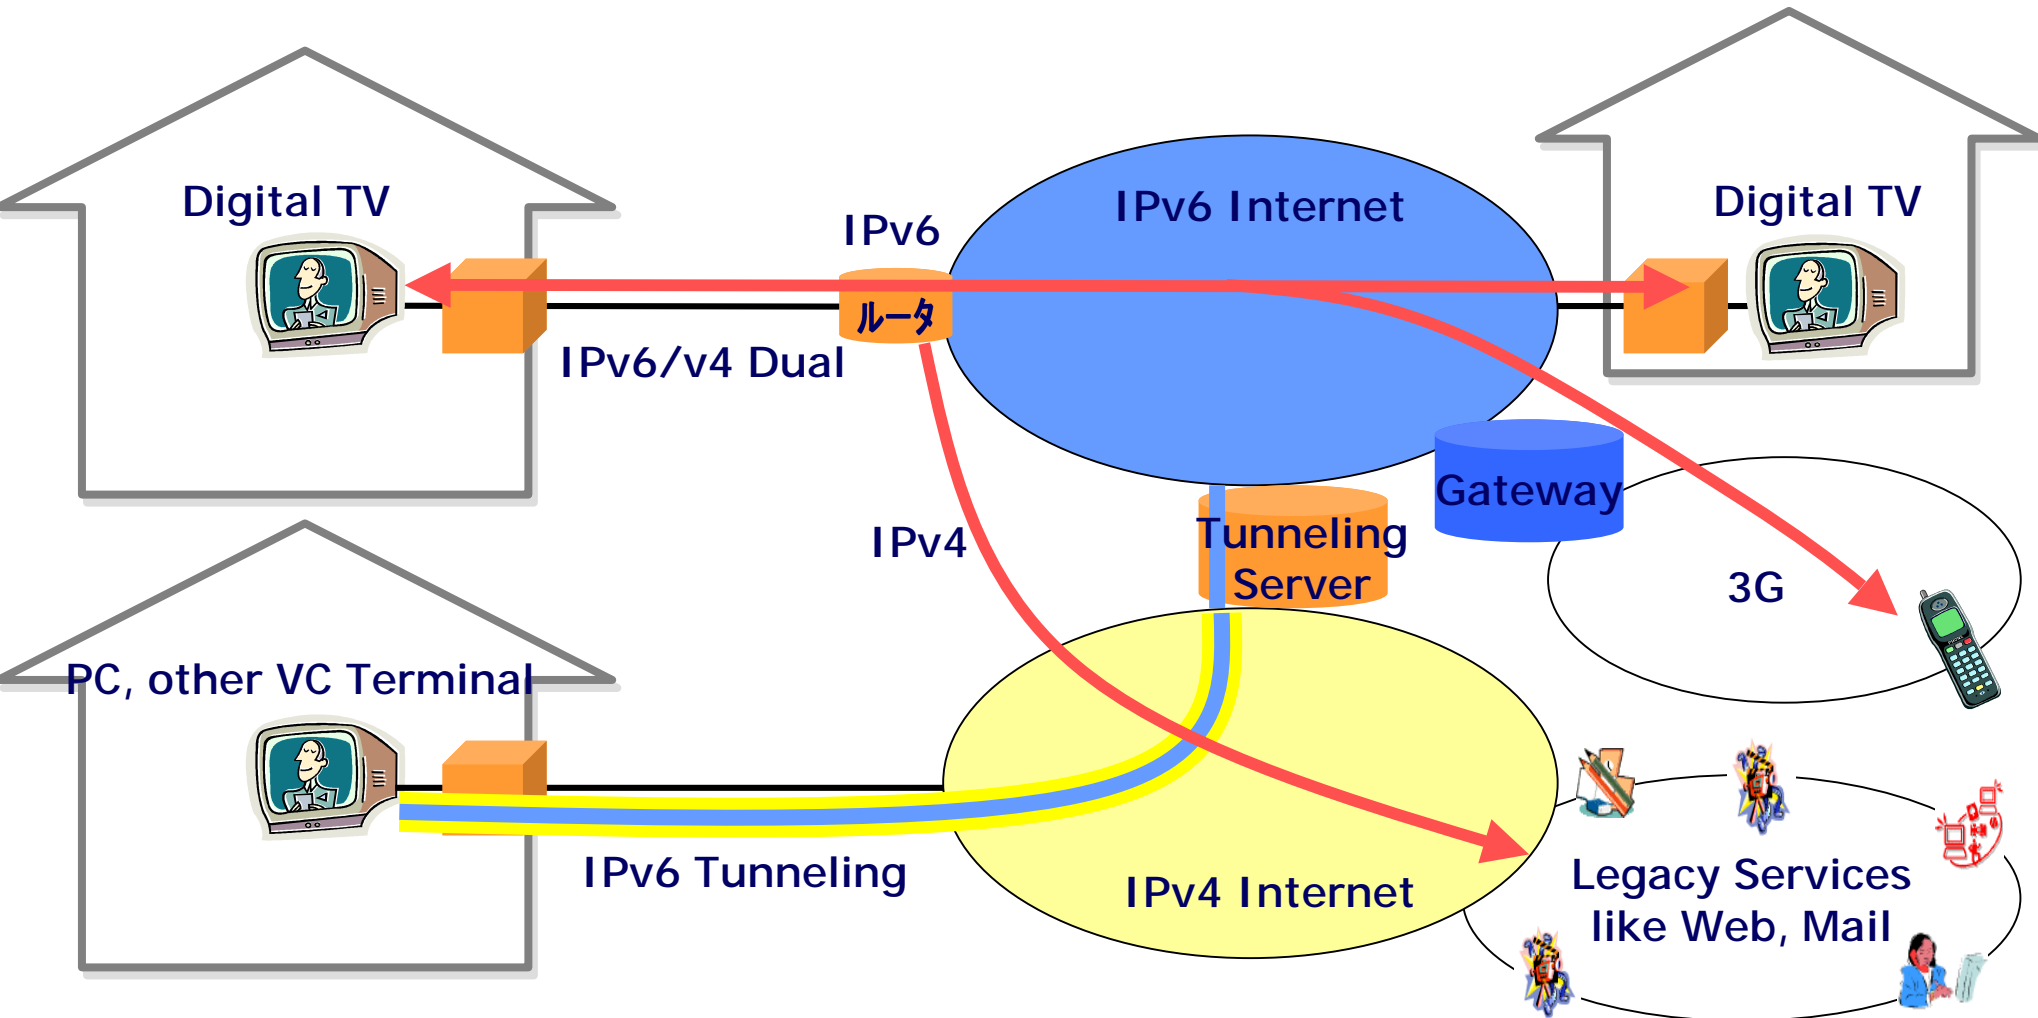 Digital TV
IPv6 Internet
Digital TV
IPv6
ルータ
IPv6/v4 Dual
Gateway
IPv4
Tunneling
Server
3G
PC, other VC Terminal
IPv6 Tunneling
IPv4 Internet
Legacy Services
like Web, Mail